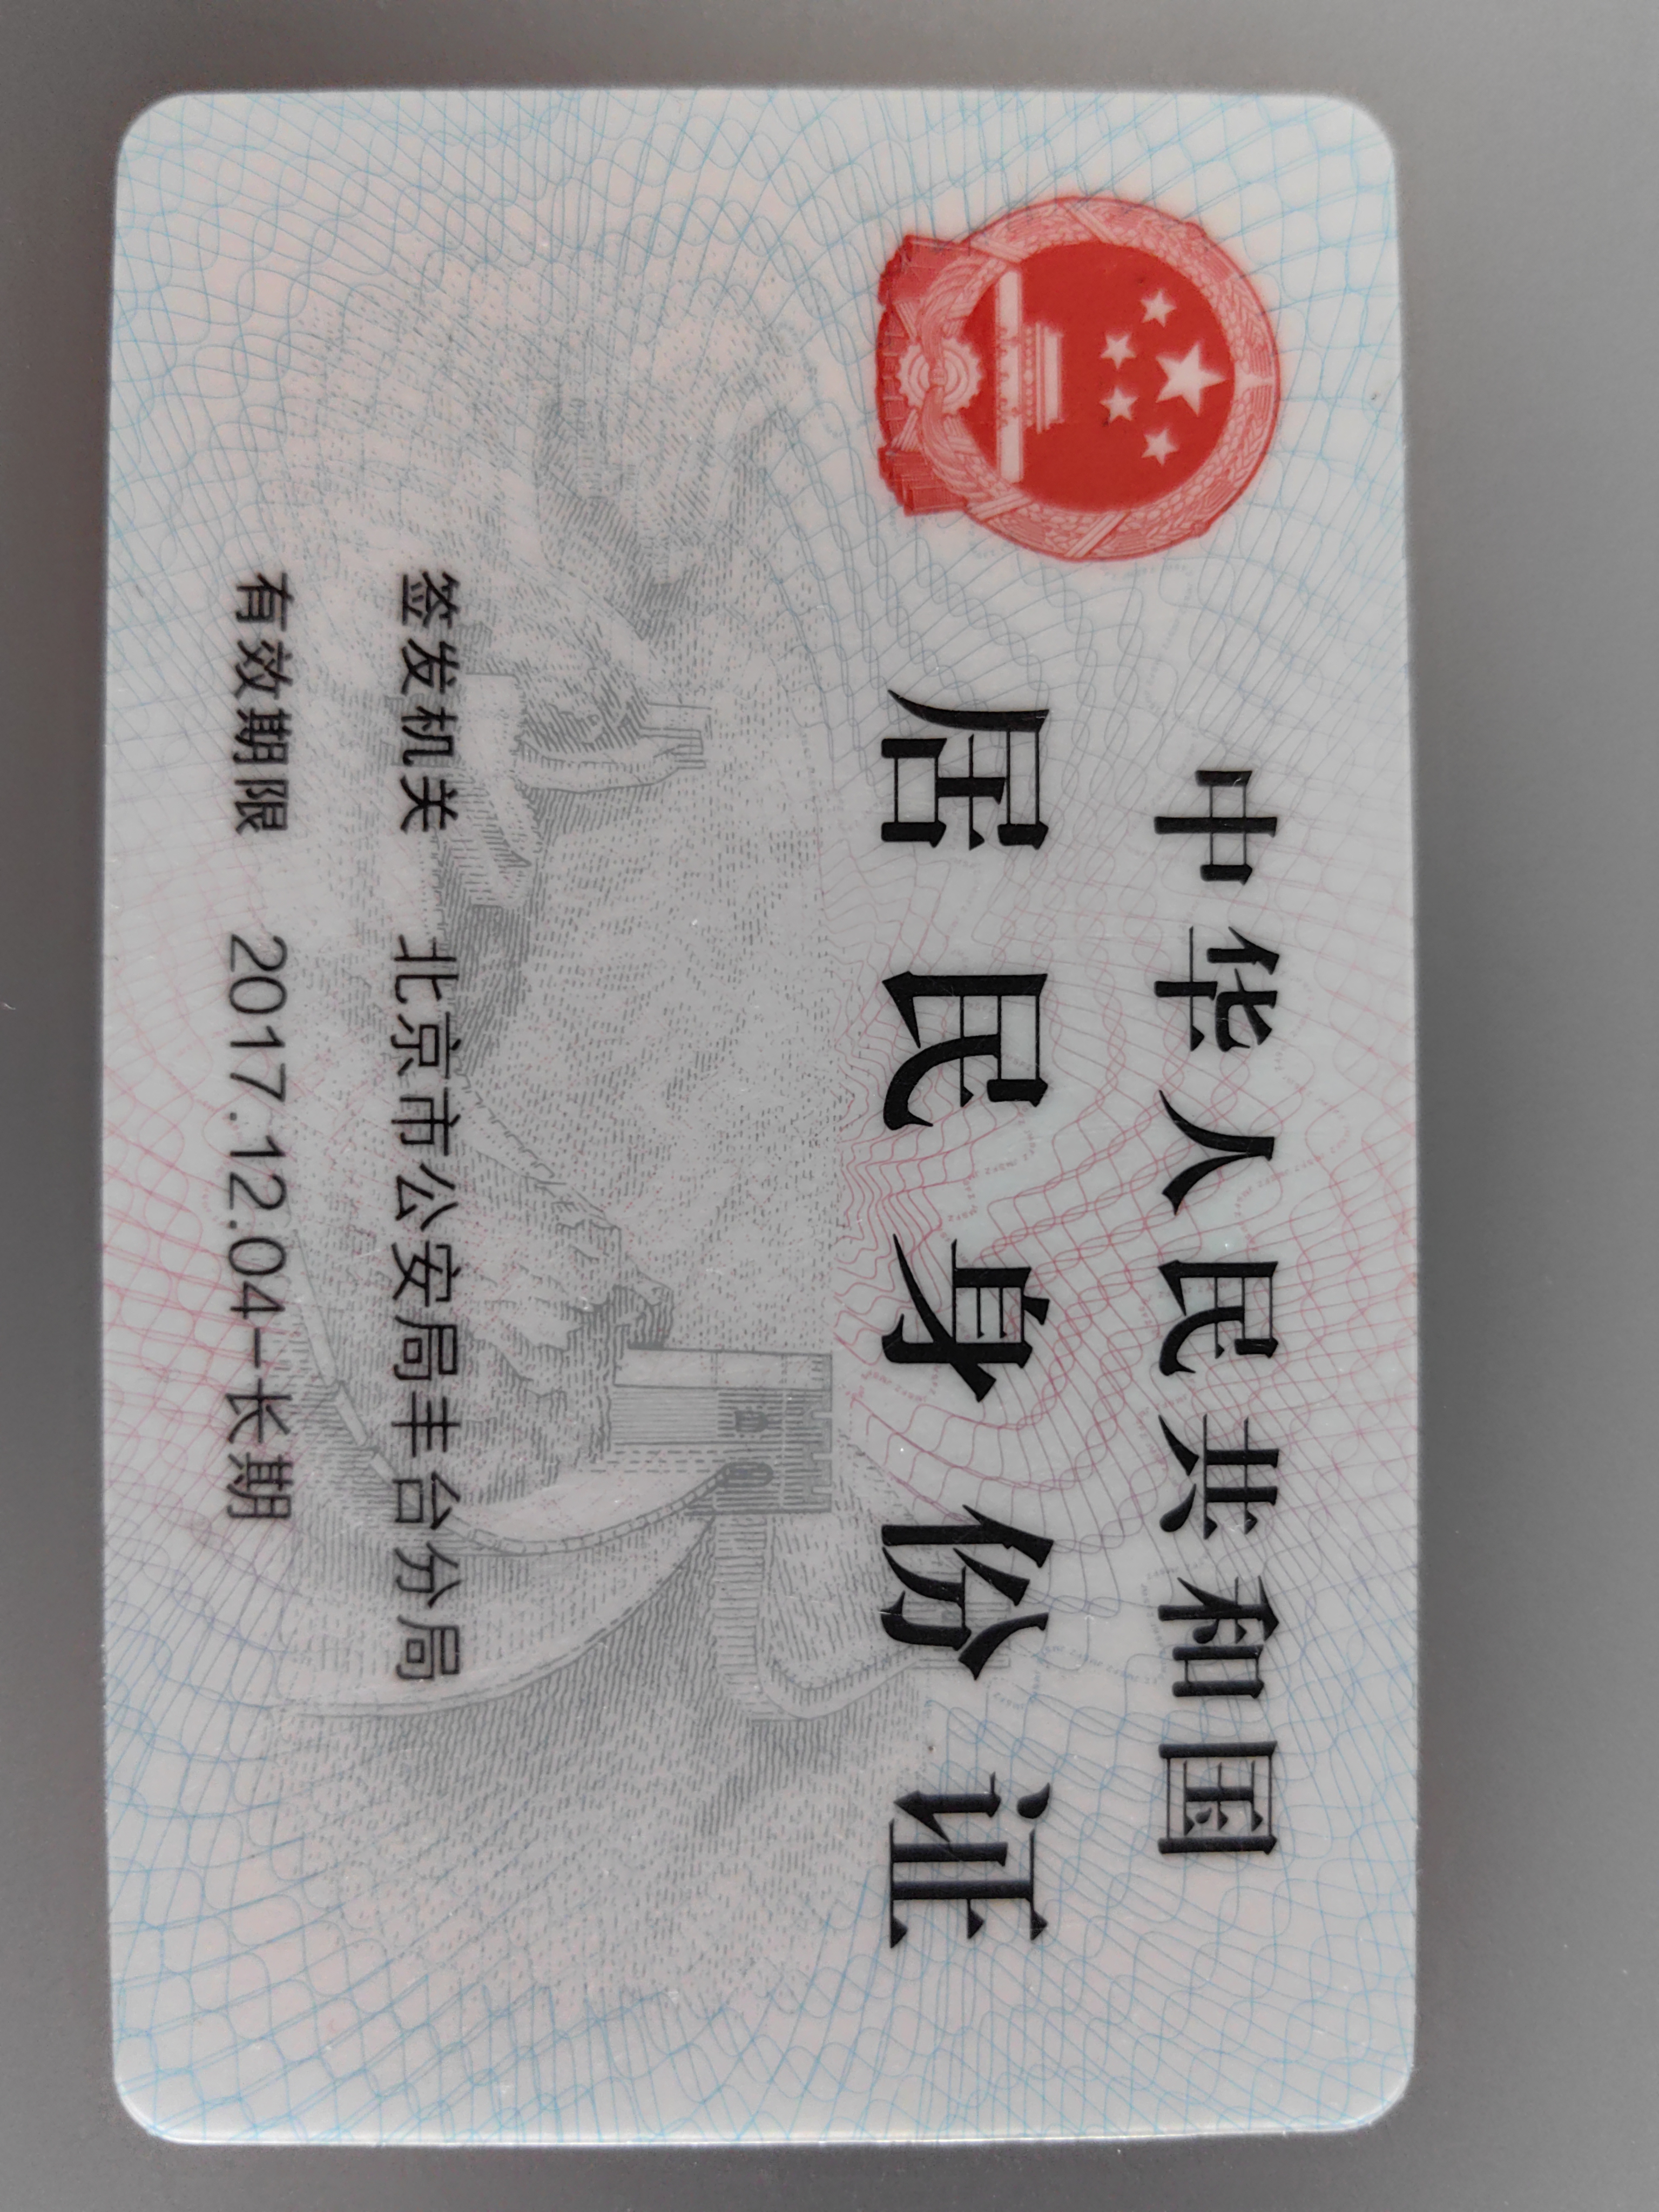 中华人民共和国
居民身份证
签发机关 北京市公安局丰台分局
有效期限 2017.12.04-长期